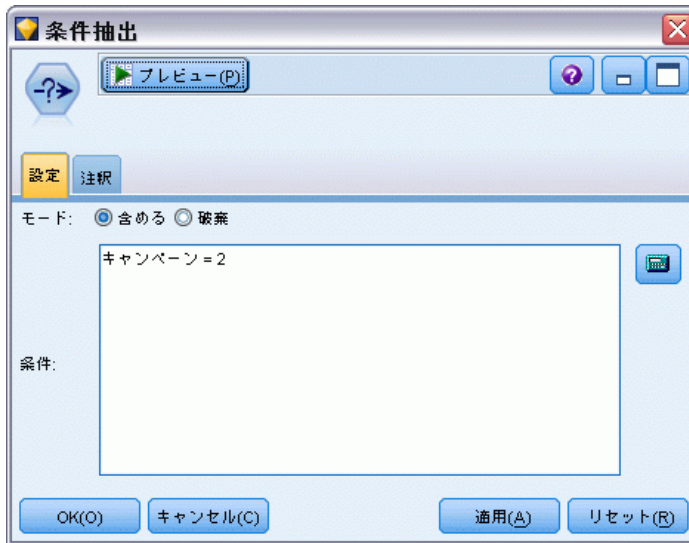 条件抽出
-?➤
プレビュー(P)
?
設定 注釈
モード: 含める 破棄
キャンペーン = 2
条件:
OK(O) キャンセル(C) 適用(A) リセット(R)